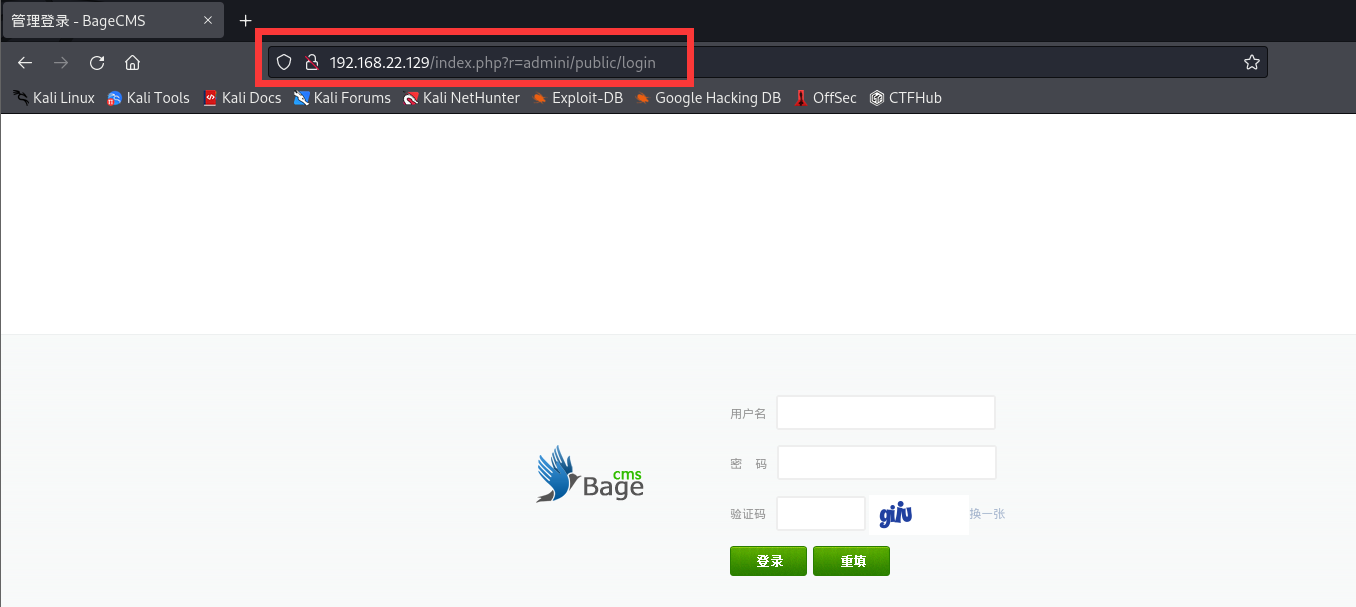 管理登录 - BageCMS
192.168.22.129/index.php?r=admini/public/login
Kali Linux Kali Tools Kali Docs Kali Forums Kali NetHunter Exploit-DB Google Hacking DB OffSec CTFHub
用户名
密 码
Bage cms
验证码 giiu 换一张
登录 重填